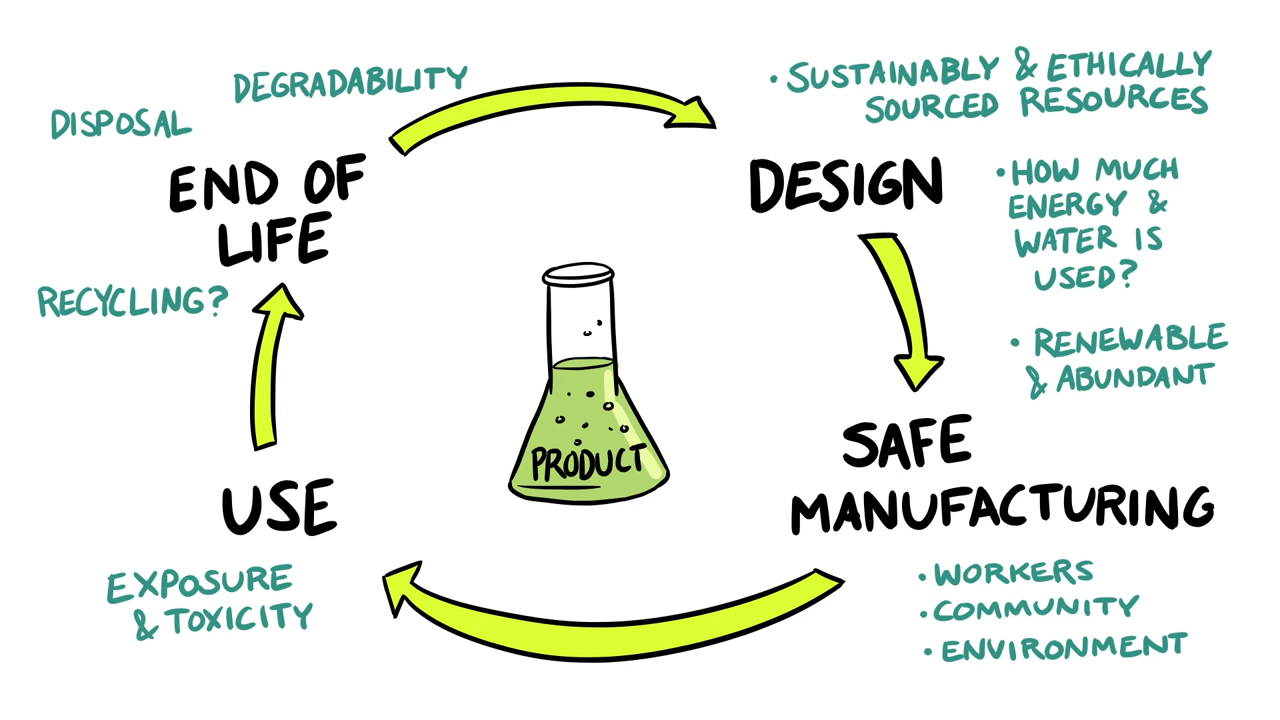 DEGRADABILITY
DISPOSAL
END OF
LIFE
RECYCLING?
• SUSTAINABLY & ETHICALLY
SOURCED RESOURCES
DESIGN
• HOW MUCH
ENERGY &
WATER IS
USED?
• RENEWABLE
& ABUNDANT
PRODUCT
SAFE
MANUFACTURING
• WORKERS
• COMMUNITY
• ENVIRONMENT
USE
EXPOSURE
& TOXICITY